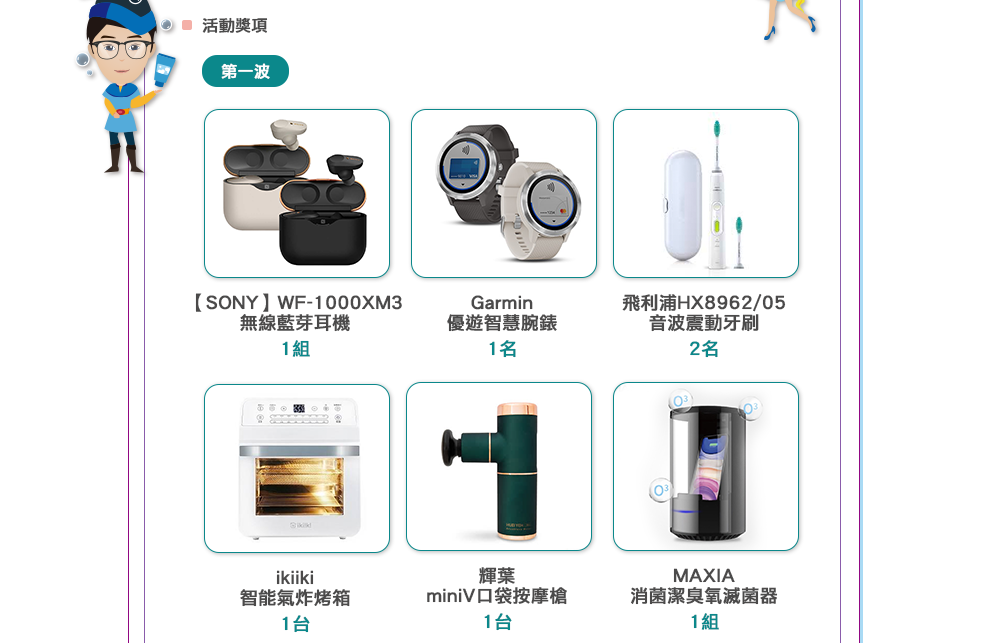 活動獎項
第一波
【SONY】WF-1000XM3
無線藍芽耳機
1組
Garmin
優遊智慧腕錶
1名
飛利浦HX8962/05
音波震動牙刷
2名
ikiiki
O³
O³
O³
ikiiki
智能氣炸烤箱
1台
輝葉
miniV口袋按摩槍
1台
MAXIA
消菌潔臭氧滅菌器
1組